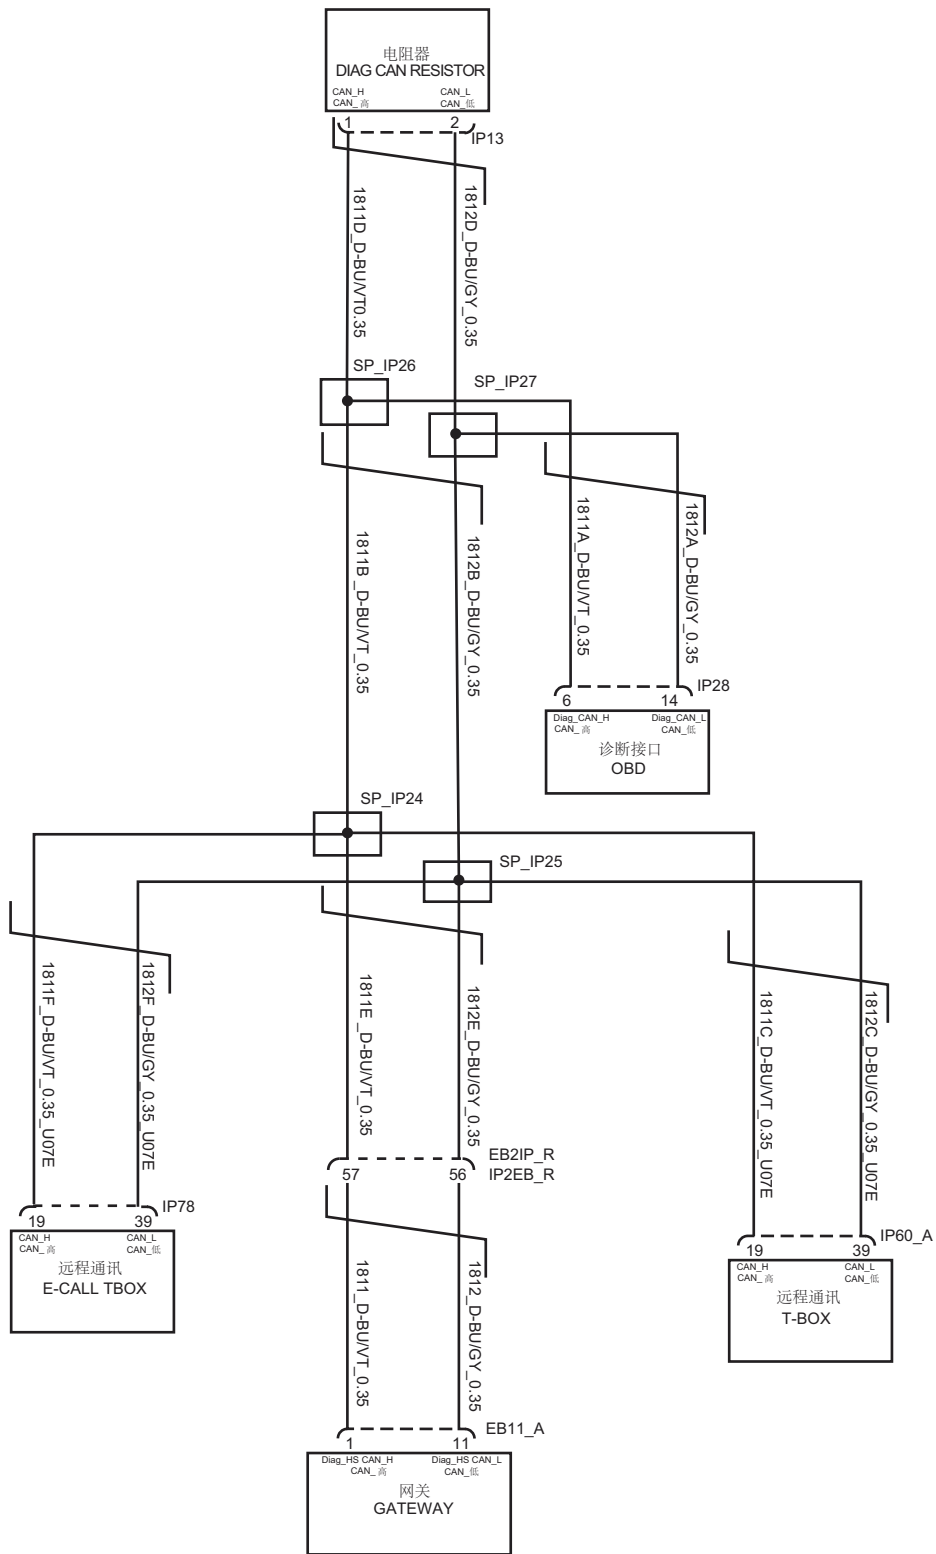 电阻器
DIAG CAN RESISTOR
CAN_H
CAN_L
CAN_高
CAN_低
1
2
IP13
1811D_D-BU/VT0.35
1812D_D-BU/GY_0.35
SP_IP26
SP_IP27
1811B _D-BU/VT_0.35
1812B_D-BU/GY_0.35
1811A_D-BU/VT_0.35
1812A_D-BU/GY_0.35
IP28
6
14
Diag_CAN_H
Diag_CAN_L
CAN_高
CAN_低
诊断接口
OBD
SP_IP24
SP_IP25
1811F_D-BU/VT_0.35_U07E
1812F_D-BU/GY_0.35_U07E
1811E _D-BU/VT_0.35
1812E_D-BU/GY_0.35
1811C_D-BU/VT_0.35_U07E
1812C_D-BU/GY_0.35_U07E
EB2IP_R
57
56
IP2EB_R
IP78
19
39
CAN_H
CAN_L
CAN_高
CAN_低
远程通讯
E-CALL TBOX
IP60_A
19
39
CAN_H
CAN_L
CAN_高
CAN_低
远程通讯
T-BOX
1811_D-BU/VT_0.35
1812_D-BU/GY_0.35
EB11_A
1
11
Diag_HS CAN_H
Diag_HS CAN_L
CAN_高
CAN_低
网关
GATEWAY